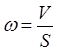 ω = V/S